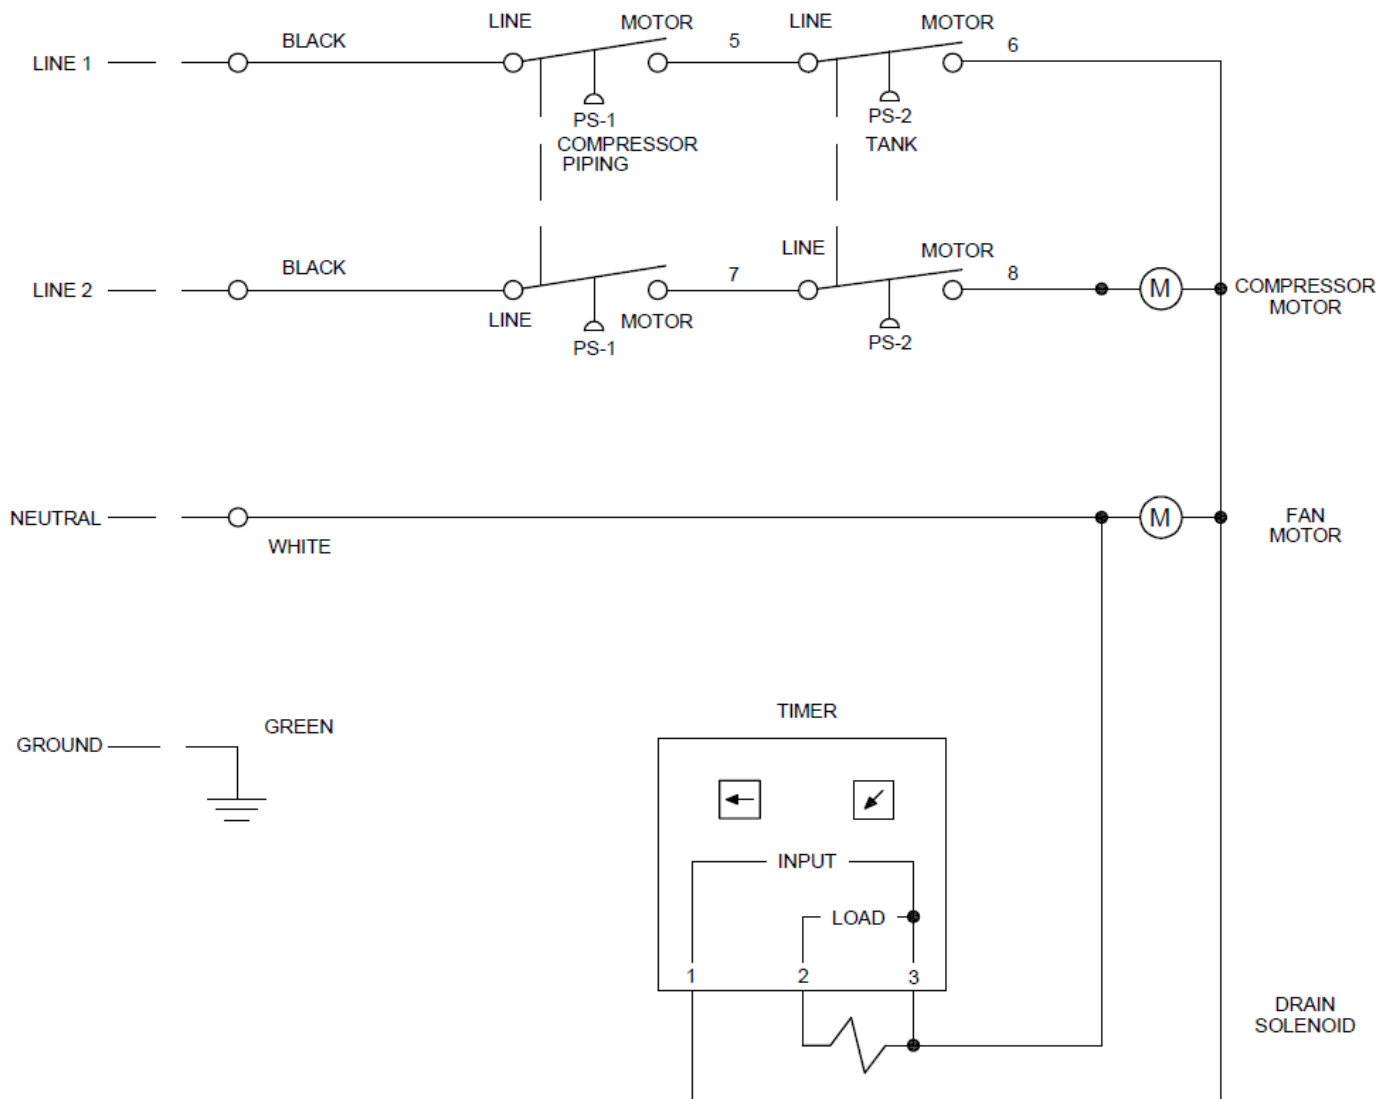 LINE MOTOR LINE MOTOR
BLACK 5 6
LINE 1
PS-1 PS-2
COMPRESSOR PIPING TANK
LINE MOTOR
BLACK MOTOR 7 8
LINE 2 M COMPRESSOR MOTOR
LINE MOTOR
PS-1 PS-2
NEUTRAL M FAN MOTOR
WHITE
TIMER
GREEN
GROUND
INPUT
LOAD
1 2 3
DRAIN SOLENOID